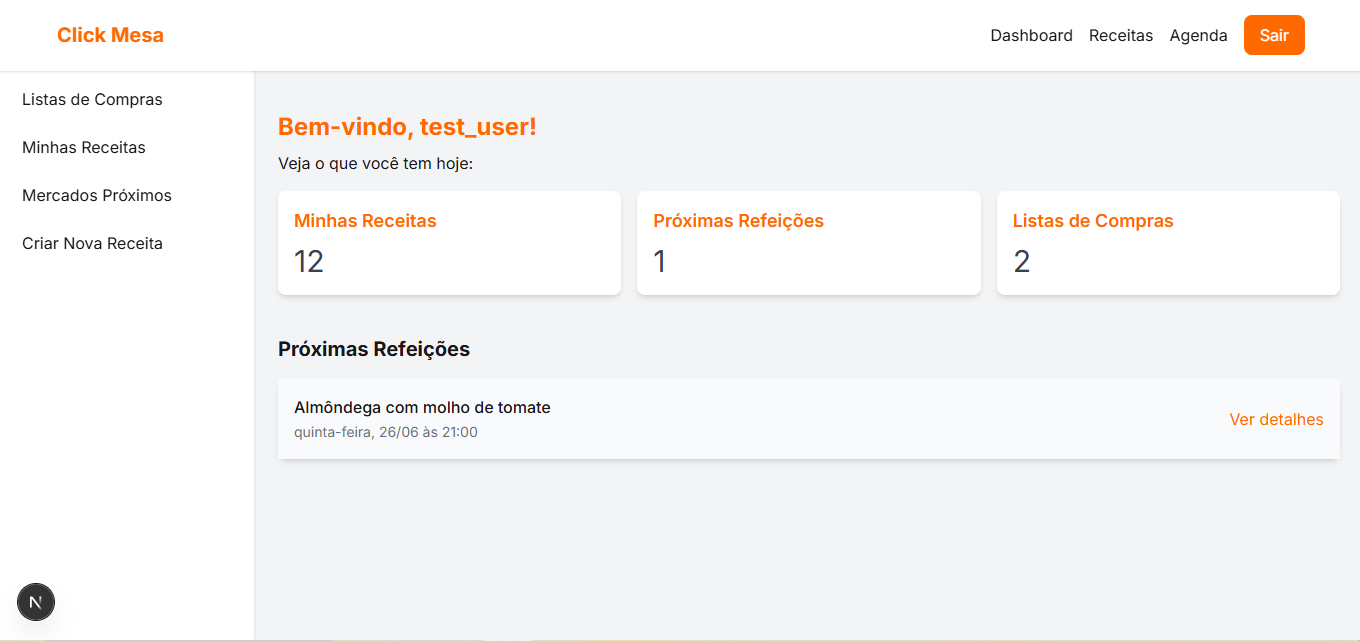 Click Mesa
Dashboard Receitas Agenda Sair
Listas de Compras
Minhas Receitas
Mercados Próximos
Criar Nova Receita
Bem-vindo, test_user!
Veja o que você tem hoje:
Minhas Receitas
12
Próximas Refeições
1
Listas de Compras
2
Próximas Refeições
Almôndega com molho de tomate
quinta-feira, 26/06 às 21:00
Ver detalhes
N